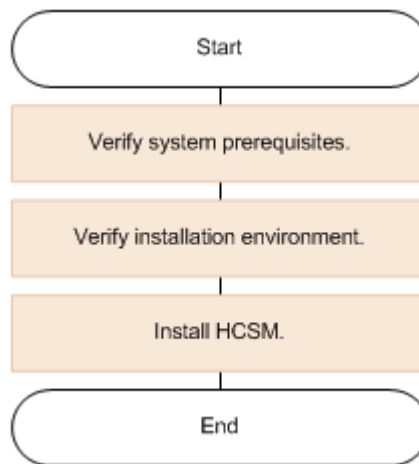 Start
Verify system prerequisites.
Verify installation environment.
Install HCSM.
End